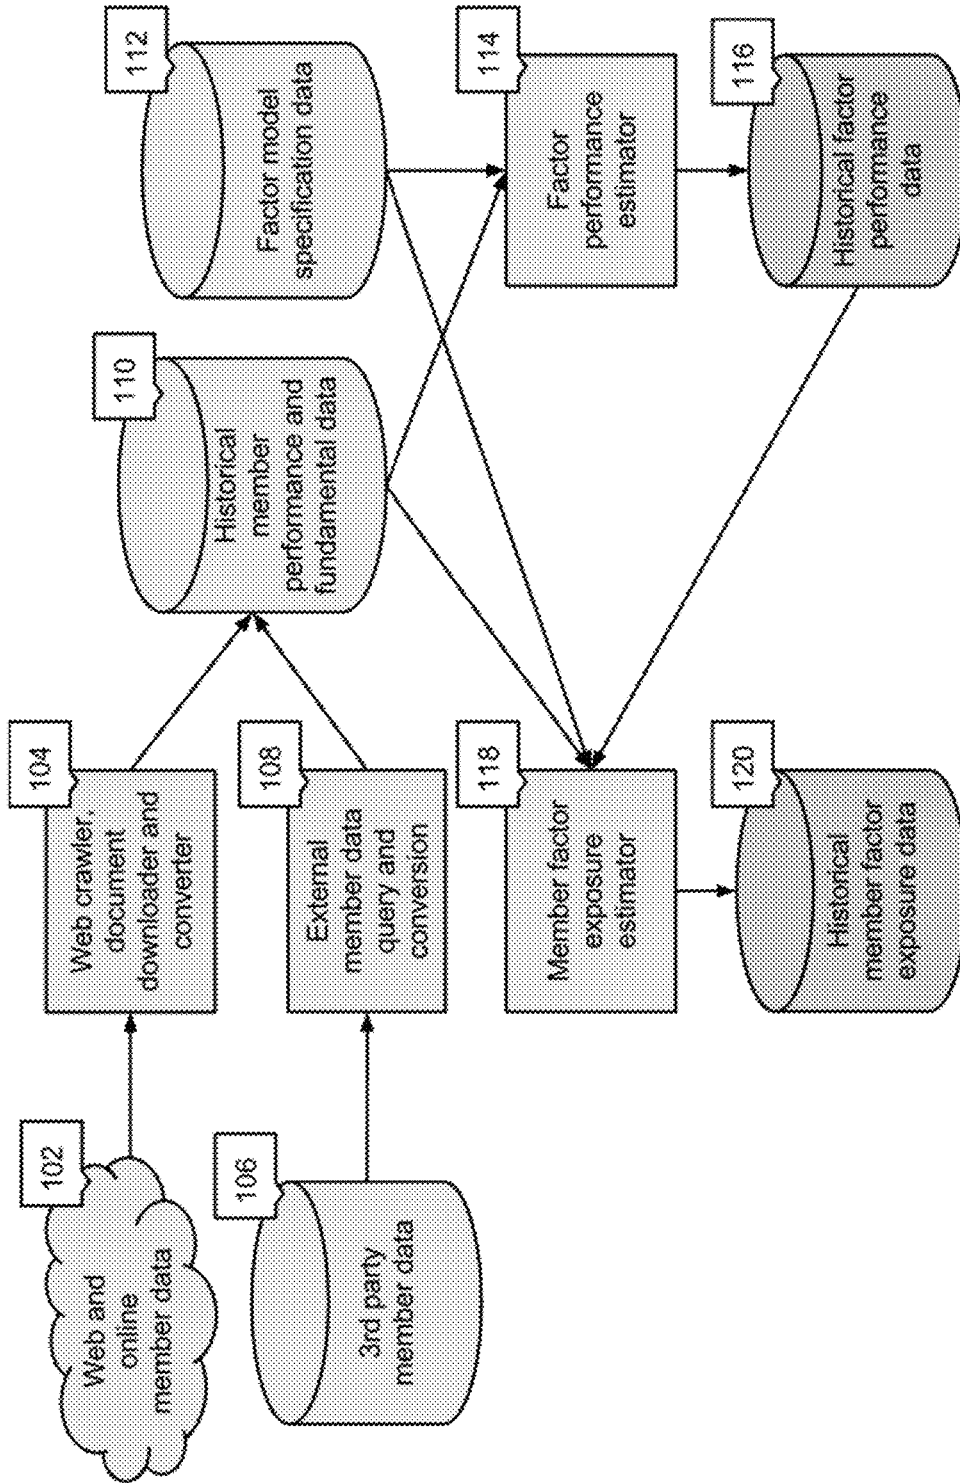 102
Web and
online
member data
104
Web crawler,
document
downloader and
converter
106
3rd party
member data
108
External
member data
query and
conversion
110
Historical
member
performance and
fundamental data
112
Factor model
specification data
114
Factor
performance
estimator
116
Historical factor
performance
data
118
Member factor
exposure
estimator
120
Historical
member factor
exposure data